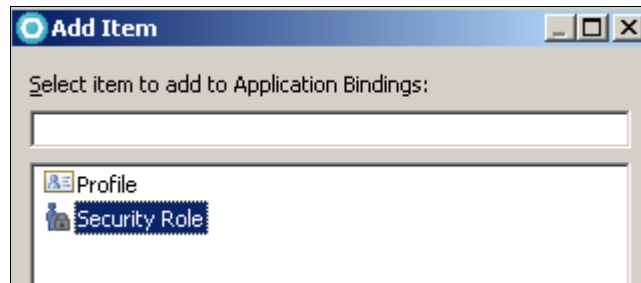 Add Item
Select item to add to Application Bindings:
Profile
Security Role